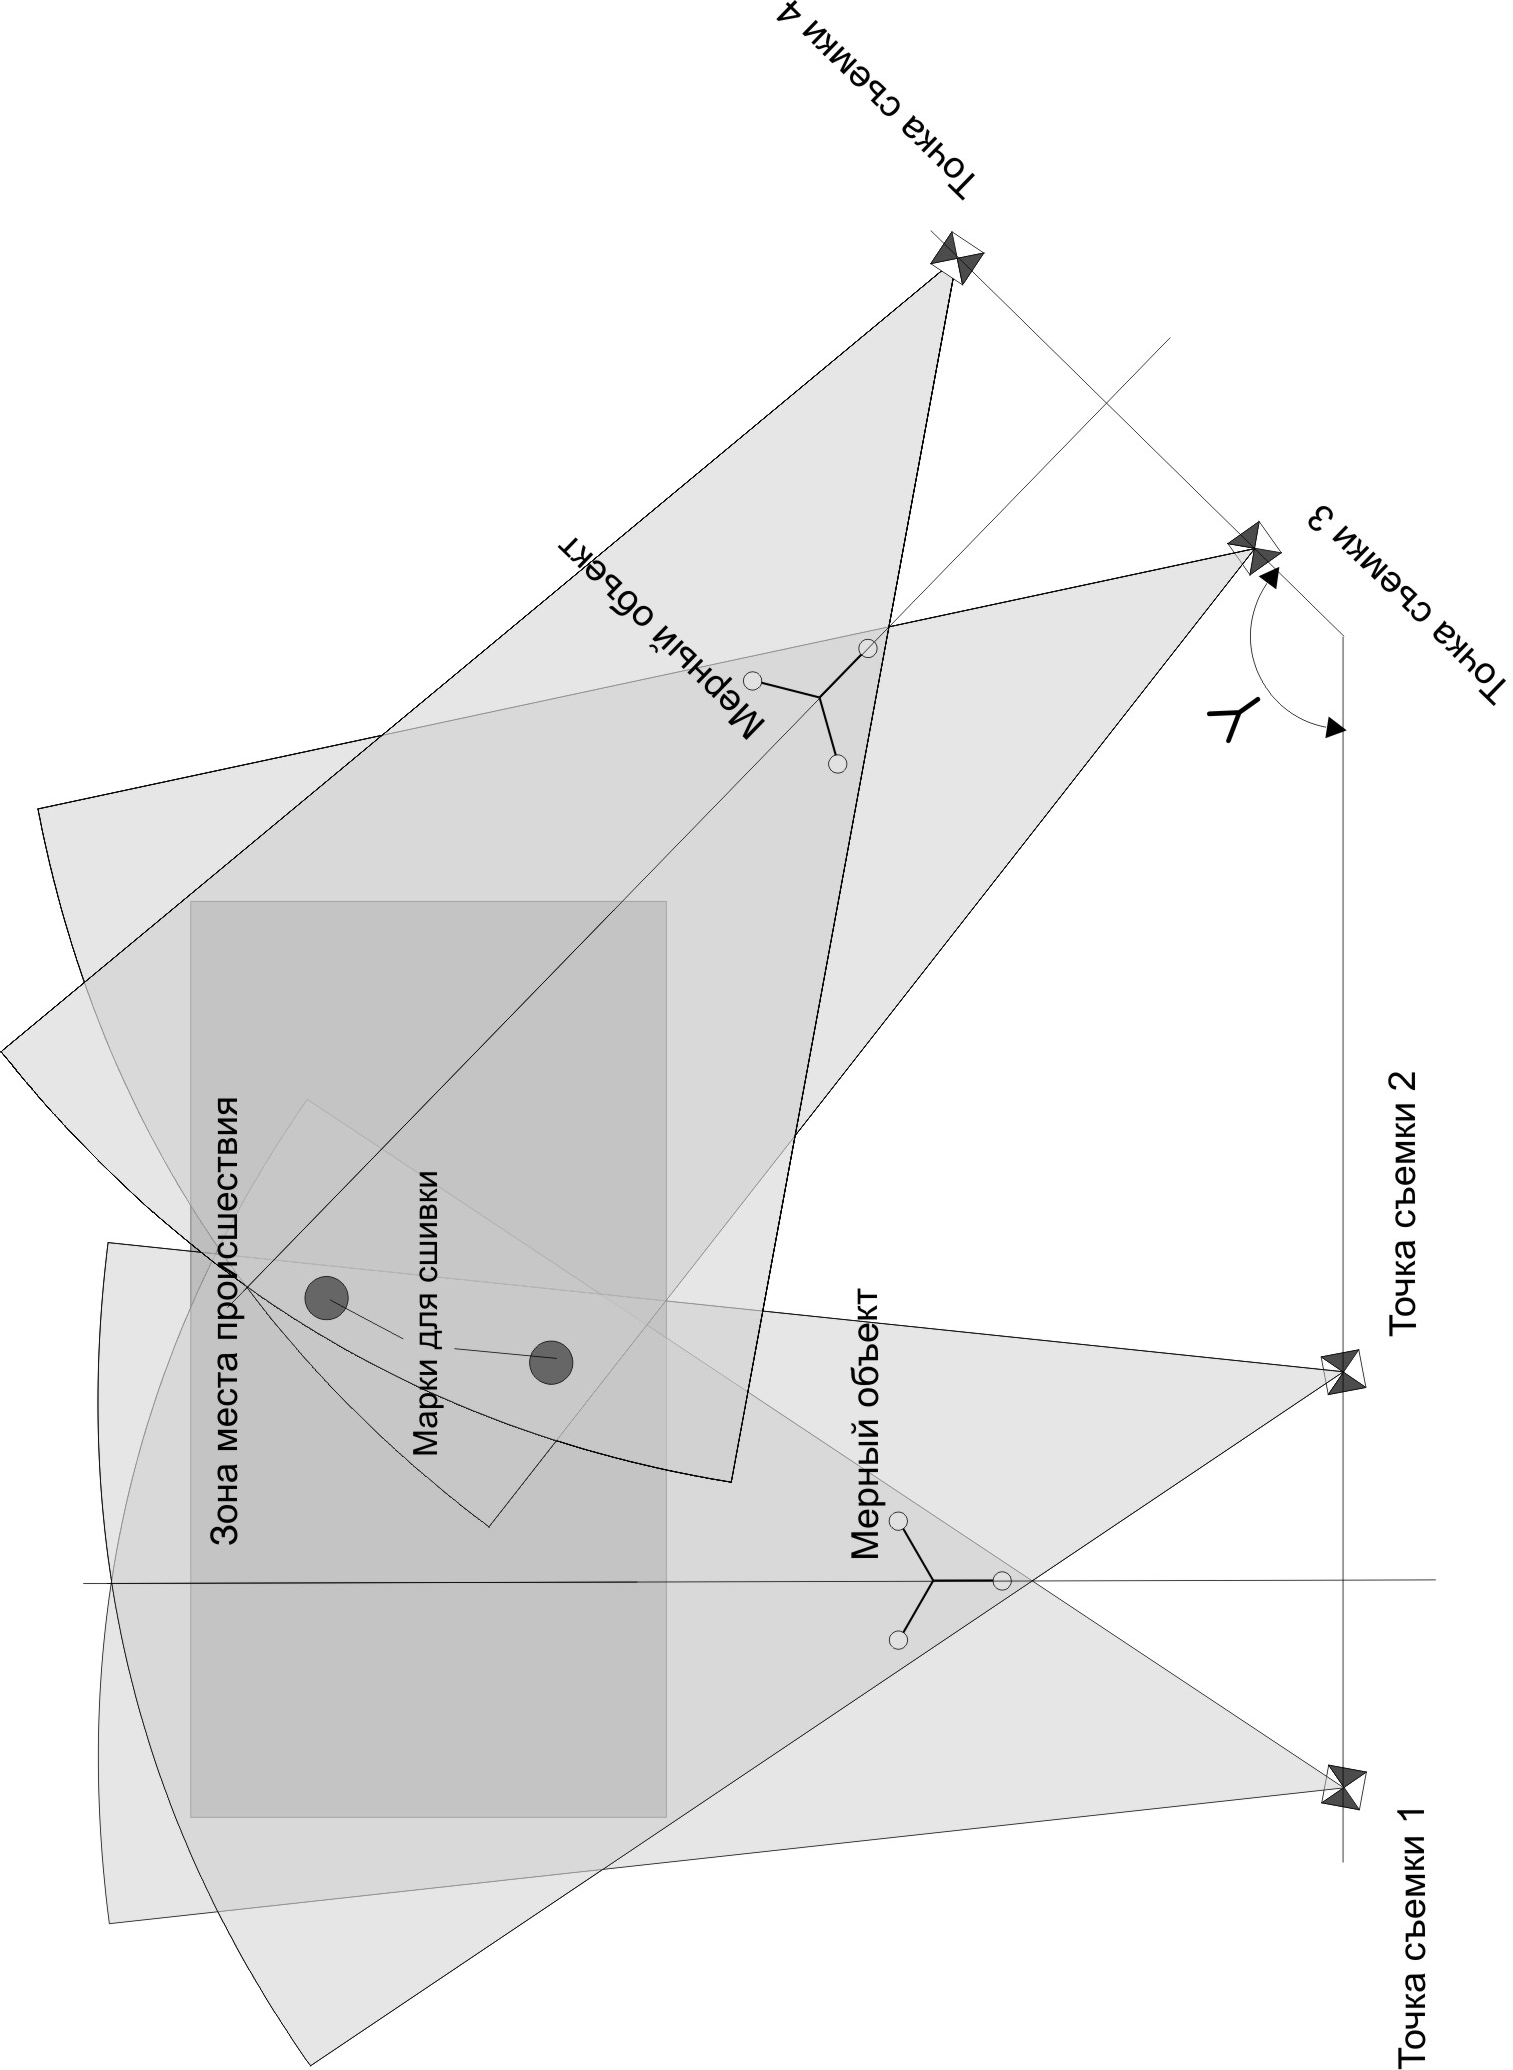 Зона места происшествия
Марки для сшивки
Мерный объект
Мерный объект
Точка съемки 1
Точка съемки 2
Точка съемки 3
Точка съемки 4
Y